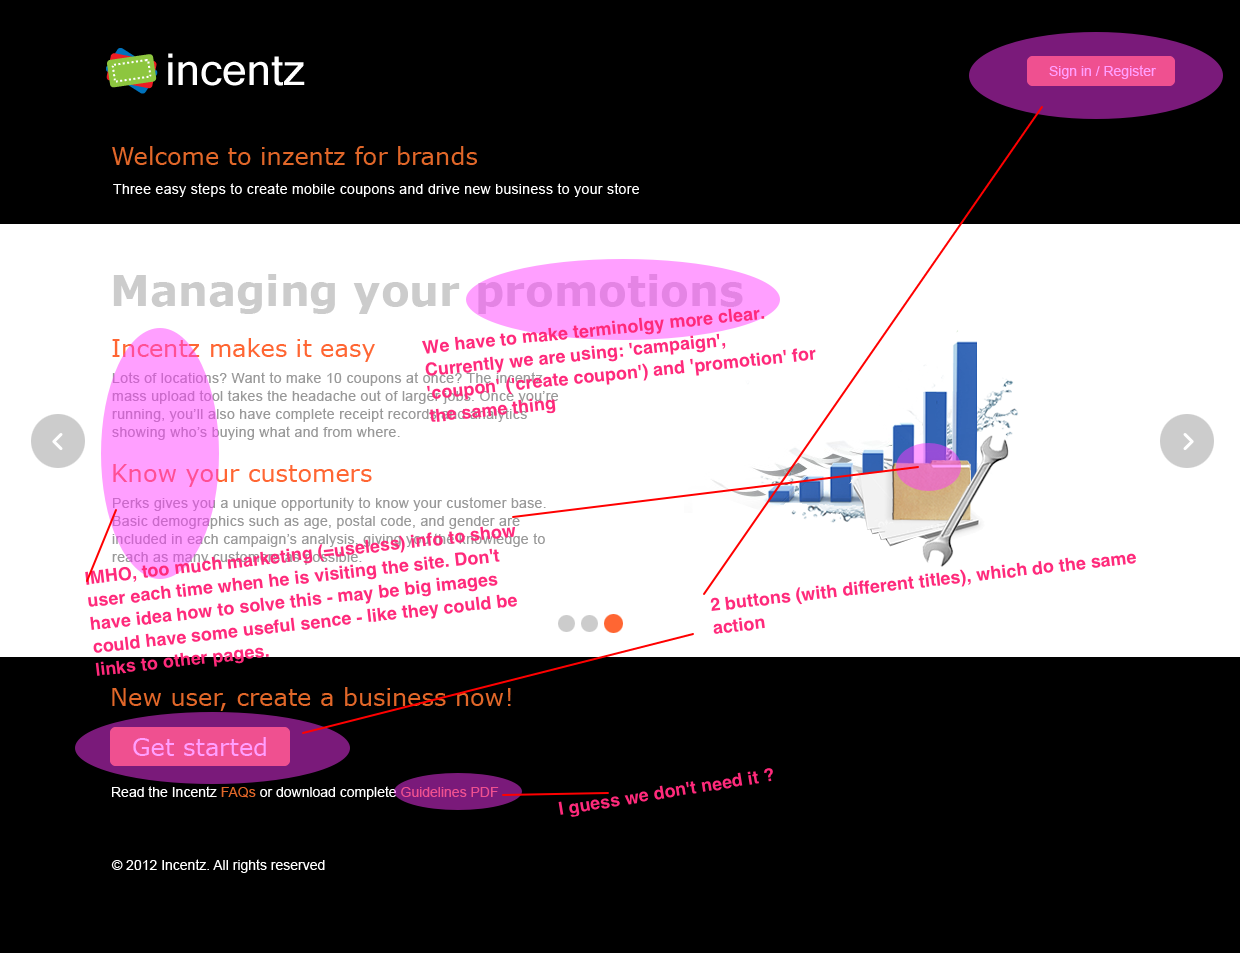 incentz
Sign in / Register
Welcome to inzentz for brands
Three easy steps to create mobile coupons and drive new business to your store
Managing your promotions
We have to make terminolgy more clear.
Currently we are using: 'campaign',
'coupon' ('create coupon') and 'promotion' for
the same thing
Incentz makes it easy
Lots of locations? Want to make 10 coupons at once? The incentz
mass upload tool takes the headache out of larger jobs. Once you're
running, you'll also have complete receipt records and analytics
showing who's buying what and from where.
Know your customers
Perks gives you a unique opportunity to know your customer base.
Basic demographics such as age, postal code, and gender are
included in each campaign's analysis, giving you the knowledge to
reach as many customers as possible.
IMHO, too much marketing (=useless) info to show
user each time when he is visiting the site. Don't
have idea how to solve this - may be big images
could have some useful sence - like they could be
links to other pages.
2 buttons (with different titles), which do the same
action
New user, create a business now!
Get started
Read the Incentz FAQs or download complete Guidelines PDF
I guess we don't need it ?
© 2012 Incentz. All rights reserved